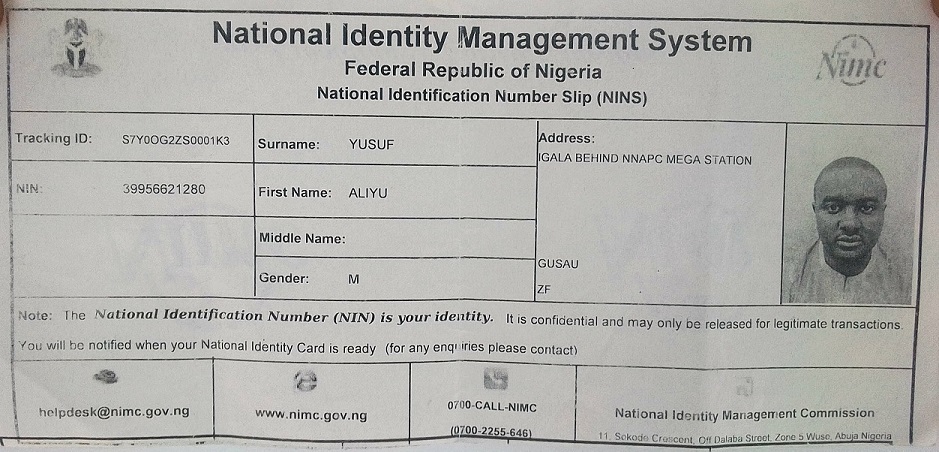 National Identity Management System
Federal Republic of Nigeria
National Identification Number Slip (NINS)
Nimc
Tracking ID: S7Y0OG2ZS0001K3
Surname: YUSUF
Address:
IGALA BEHIND NNAPC MEGA STATION
NIN: 39956621280
First Name: ALIYU
Middle Name:
GUSAU
Gender: M
ZF
Note: The National Identification Number (NIN) is your identity. It is confidential and may only be released for legitimate transactions.
You will be notified when your National Identity Card is ready (for any enquiries please contact)
helpdesk@nimc.gov.ng
www.nimc.gov.ng
0700-CALL-NIMC
(0700-2255-646)
National Identity Management Commission
11, Sokode Crescent, Off Dalaba Street, Zone 5 Wuse, Abuja Nigeria